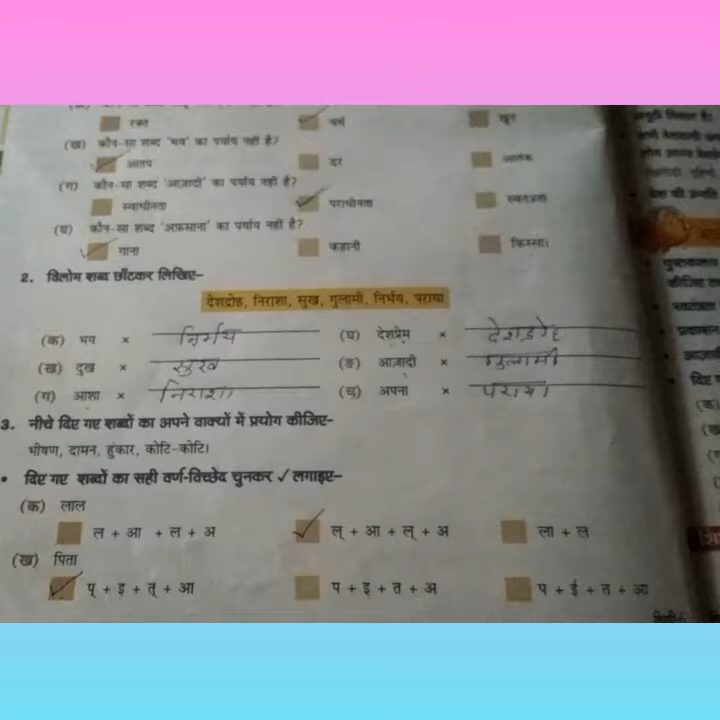 रक्त चर्म खून
(ख) कौन-सा शब्द 'भय' का पर्याय नहीं है?
आतप डर आतंक
(ग) कौन-सा शब्द 'आज़ादी' का पर्याय नहीं है?
स्वाधीनता पराधीनता स्वतंत्रता
(घ) कौन-सा शब्द 'अफ़साना' का पर्याय नहीं है?
गाना कहानी किस्सा।
2. विलोम शब्द छाँटकर लिखिए–
देशद्रोह, निराशा, सुख, गुलामी, निर्भय, पराया
(क) भय × निर्भय (घ) देशप्रेम ×
(ख) दुख × सुख (ङ) आज़ादी × गुलामी
(ग) आशा × निराशा (च) अपना × पराया
3. नीचे दिए गए शब्दों का अपने वाक्यों में प्रयोग कीजिए–
भीषण, दामन, हुंकार, कोटि-कोटि।
• दिए गए शब्दों का सही वर्ण-विच्छेद चुनकर ✓ लगाइए–
(क) लाल
ल + आ + ल + अ ल् + आ + ल् + अ ला + ल
(ख) पिता
प् + इ + त् + आ प + इ + त + अ प + ई + त + आ